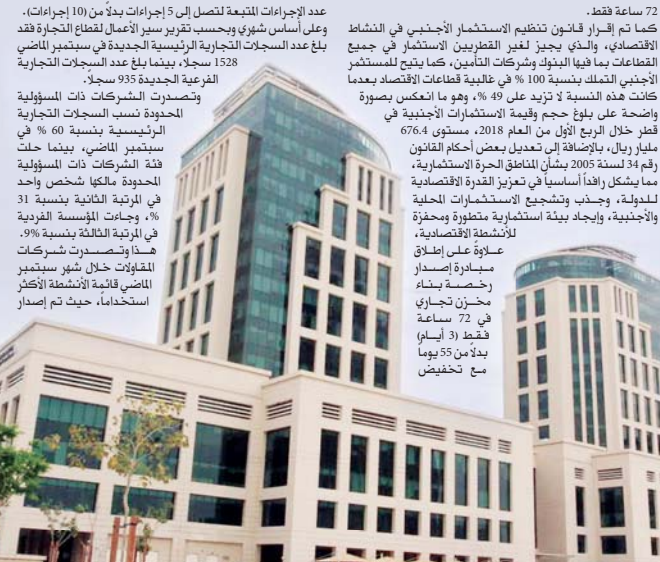 72 ساعة فقط.
كما تم إقرار قانون تنظيم الاستثمار الأجنبي في النشاط
الاقتصادي، والذي يجيز لغير القطريين الاستثمار في جميع
القطاعات بما فيها البنوك وشركات التأمين، كما يتيح للمستثمر
الأجنبي التملك بنسبة 100 % في غالبية قطاعات الاقتصاد بعدما
كانت هذه النسبة لا تزيد على 49 %، وهو ما انعكس بصورة
واضحة على بلوغ حجم وقيمة الاستثمارات الأجنبية في
قطر خلال الربع الأول من العام 2018، مستوى 676.4
مليار ريال، بالإضافة إلى تعديل بعض أحكام القانون
رقم 34 لسنة 2005 بشأن المناطق الحرة الاستثمارية،
مما يشكل رافداً أساسياً في تعزيز القدرة الاقتصادية
للدولة، وجذب وتشجيع الاستثمارات المحلية
والأجنبية، وإيجاد بيئة استثمارية متطورة ومحفزة
للأنشطة الاقتصادية،
علاوةً على إطلاق
مبادرة إصدار
رخصة بناء
مخزن تجاري
في 72 ساعة
فقط (3 أيام)
بدلاً من 55 يوماً
مع تخفيض
عدد الإجراءات المتبعة لتصل إلى 5 إجراءات بدلاً من (10 إجراءات).
وعلى أساس شهري وبحسب تقرير سير الأعمال لقطاع التجارة فقد
بلغ عدد السجلات التجارية الرئيسية الجديدة في سبتمبر الماضي
1528 سجلا، بينما بلغ عدد السجلات التجارية
الفرعية الجديدة 935 سجلا.
وتصدرت الشركات ذات المسؤولية
المحدودة نسب السجلات التجارية
الرئيسية بنسبة 60 % في
سبتمبر الماضي، بينما حلت
فئة الشركات ذات المسؤولية
المحدودة مالكها شخص واحد
في المرتبة الثانية بنسبة 31
%، وجاءت المؤسسة الفردية
في المرتبة الثالثة بنسبة 9%.
هذا وتصدرت شركات
المقاولات خلال شهر سبتمبر
الماضي قائمة الأنشطة الأكثر
استخداماً، حيث تم إصدار